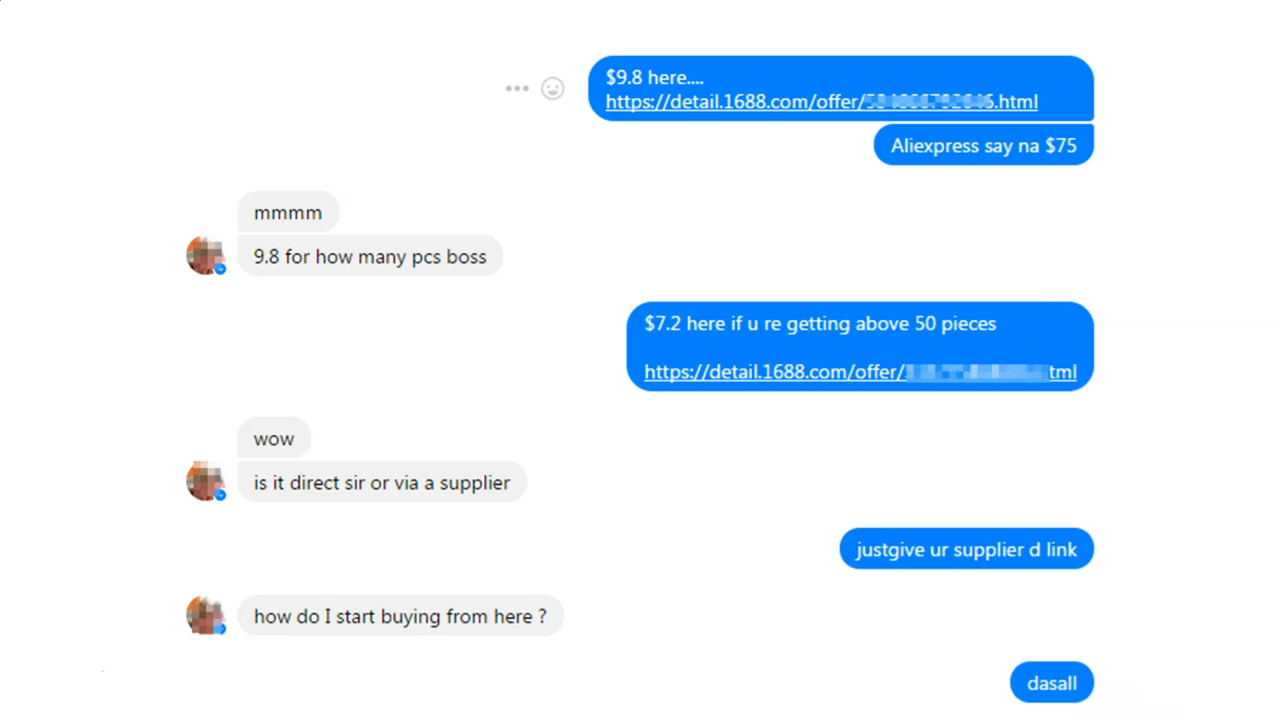 $9.8 here....
https://detail.1688.com/offer/ .html
Aliexpress say na $75
mmmm
9.8 for how many pcs boss
$7.2 here if u re getting above 50 pieces
https://detail.1688.com/offer/ tml
wow
is it direct sir or via a supplier
justgive ur supplier d link
how do I start buying from here ?
dasall